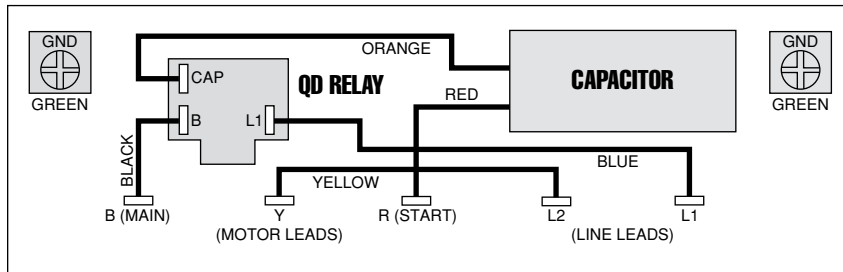 GND
GREEN
ORANGE
CAP
QD RELAY
CAPACITOR
GND
GREEN
RED
B
L1
BLACK
BLUE
YELLOW
B (MAIN)
Y
R (START)
L2
L1
(MOTOR LEADS)
(LINE LEADS)